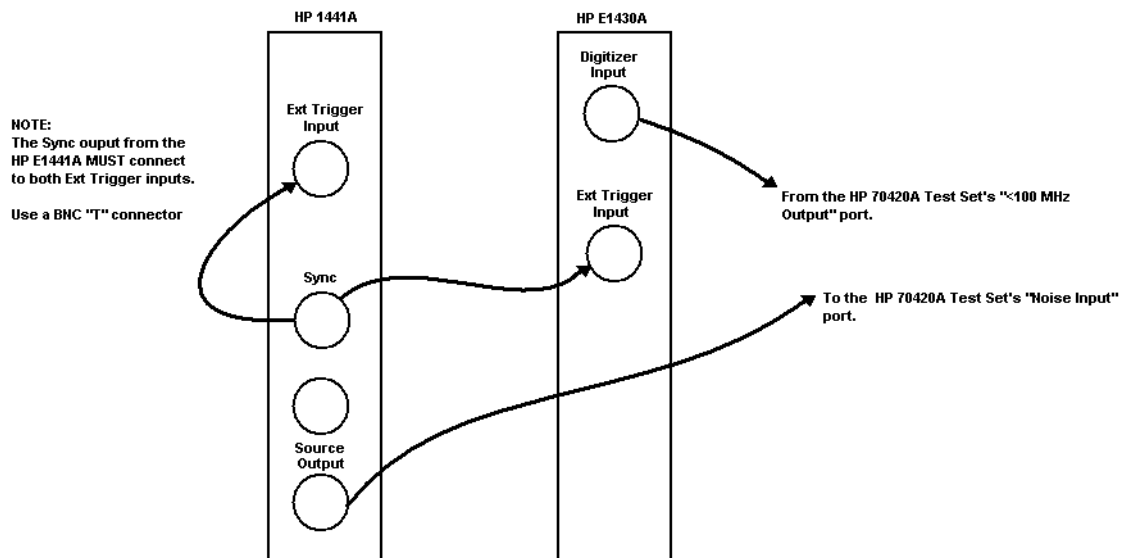 HP 1441A
HP E1430A
Digitizer
Input
Ext Trigger
Input
NOTE:
The Sync ouput from the
HP E1441A MUST connect
to both Ext Trigger inputs.
Use a BNC "T" connector
Ext Trigger
Input
From the HP 70420A Test Set's "<100 MHz
Output" port.
Sync
To the HP 70420A Test Set's "Noise Input"
port.
Source
Output